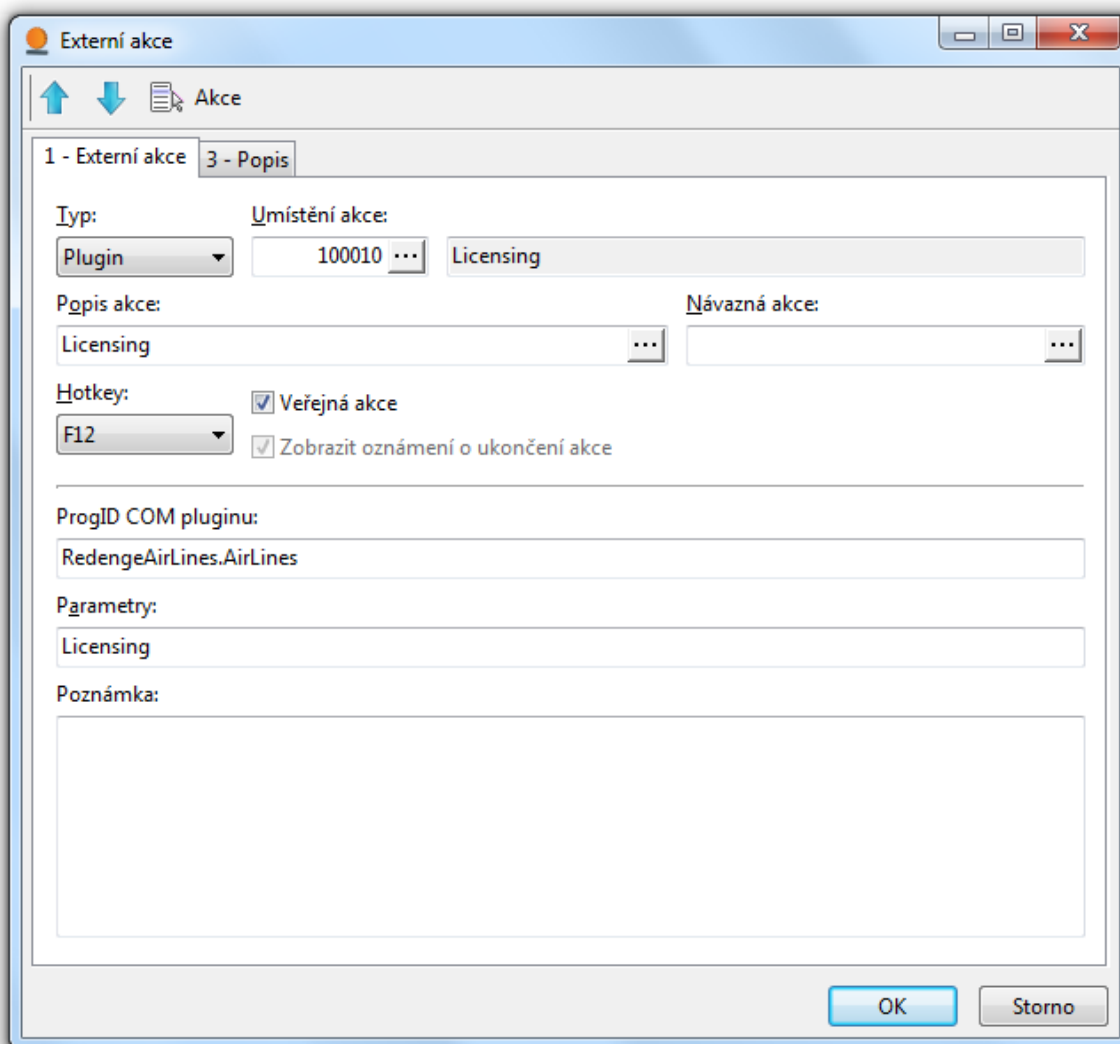 Externí akce
Akce
1 - Externí akce 3 - Popis
Typ: Umístění akce:
Plugin 100010 ... Licensing
Popis akce: Návazná akce:
Licensing ... ...
Hotkey: Veřejná akce
F12 Zobrazit oznámení o ukončení akce
ProgID COM pluginu:
RedengeAirLines.AirLines
Parametry:
Licensing
Poznámka:
OK Storno